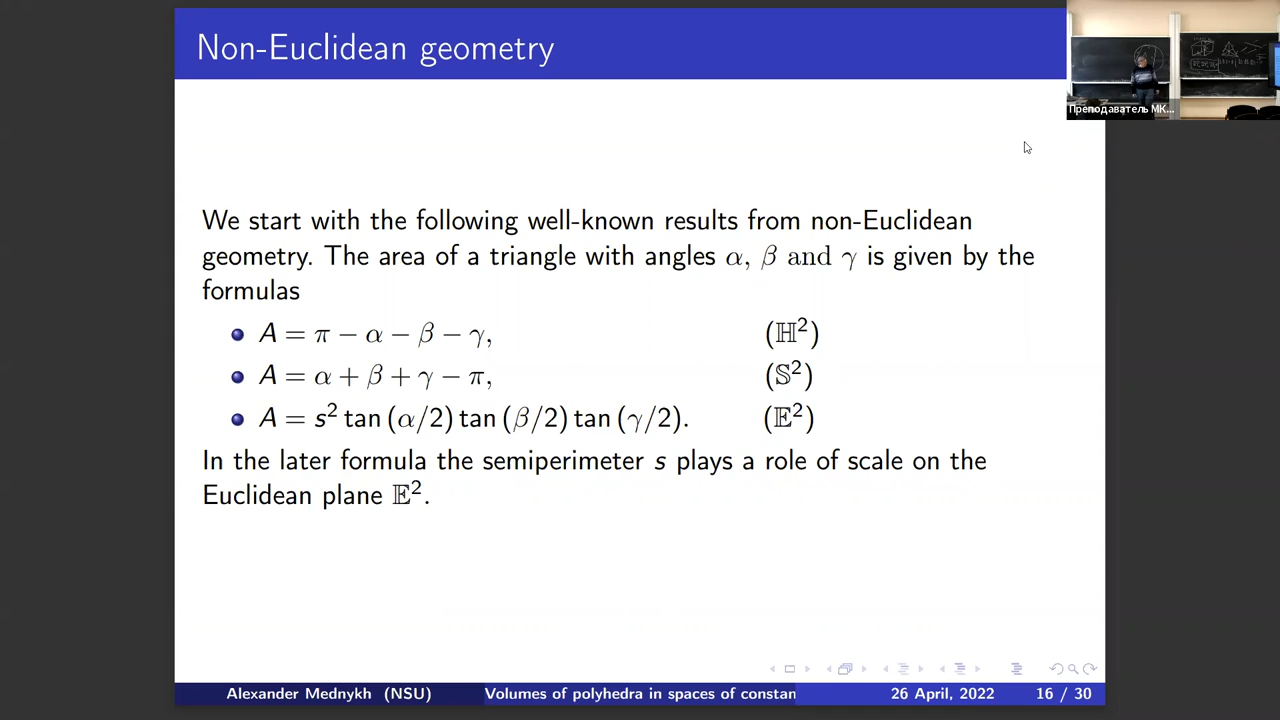 Non-Euclidean geometry
Преподаватель МК...
We start with the following well-known results from non-Euclidean
geometry. The area of a triangle with angles α, β and γ is given by the
formulas
A = π − α − β − γ, (ℍ²)
A = α + β + γ − π, (𝕊²)
A = s² tan (α/2) tan (β/2) tan (γ/2). (𝔼²)
In the later formula the semiperimeter s plays a role of scale on the
Euclidean plane 𝔼².
Alexander Mednykh (NSU) Volumes of polyhedra in spaces of constan 26 April, 2022 16 / 30